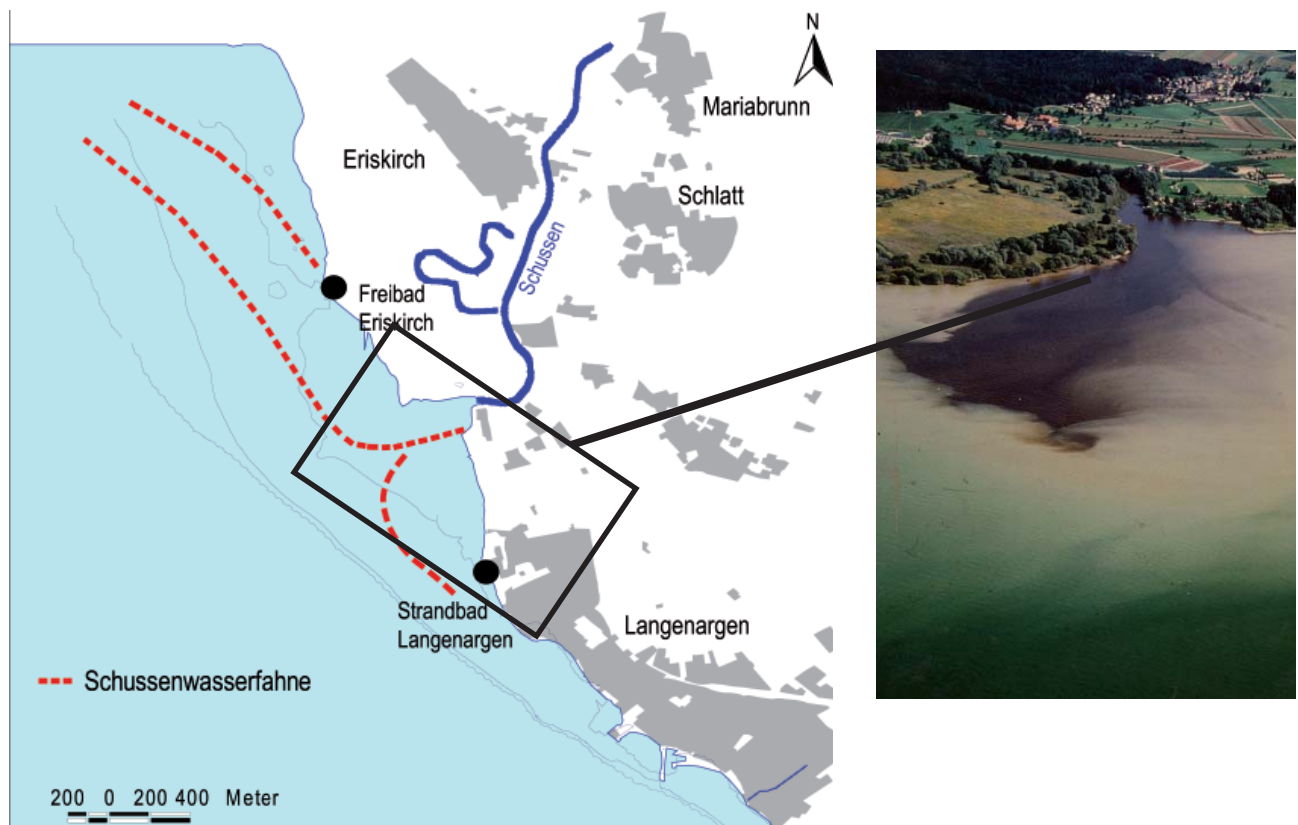 N
Mariabrunn
Eriskirch
Schlatt
Schussen
Freibad
Eriskirch
Strandbad
Langenargen
Langenargen
Schussenwasserfahne
200 0 200 400 Meter